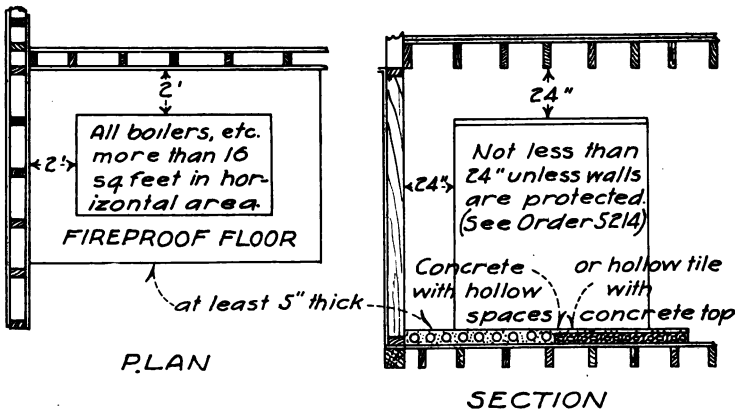 2'
2'
All boilers, etc.
more than 16
sq feet in hor-
izontal area.
FIREPROOF FLOOR
at least 5" thick
PLAN
24"
24"
Not less than
24" unless walls
are protected.
(See Order 5214)
Concrete
with hollow
spaces
or hollow tile
with
concrete top
SECTION